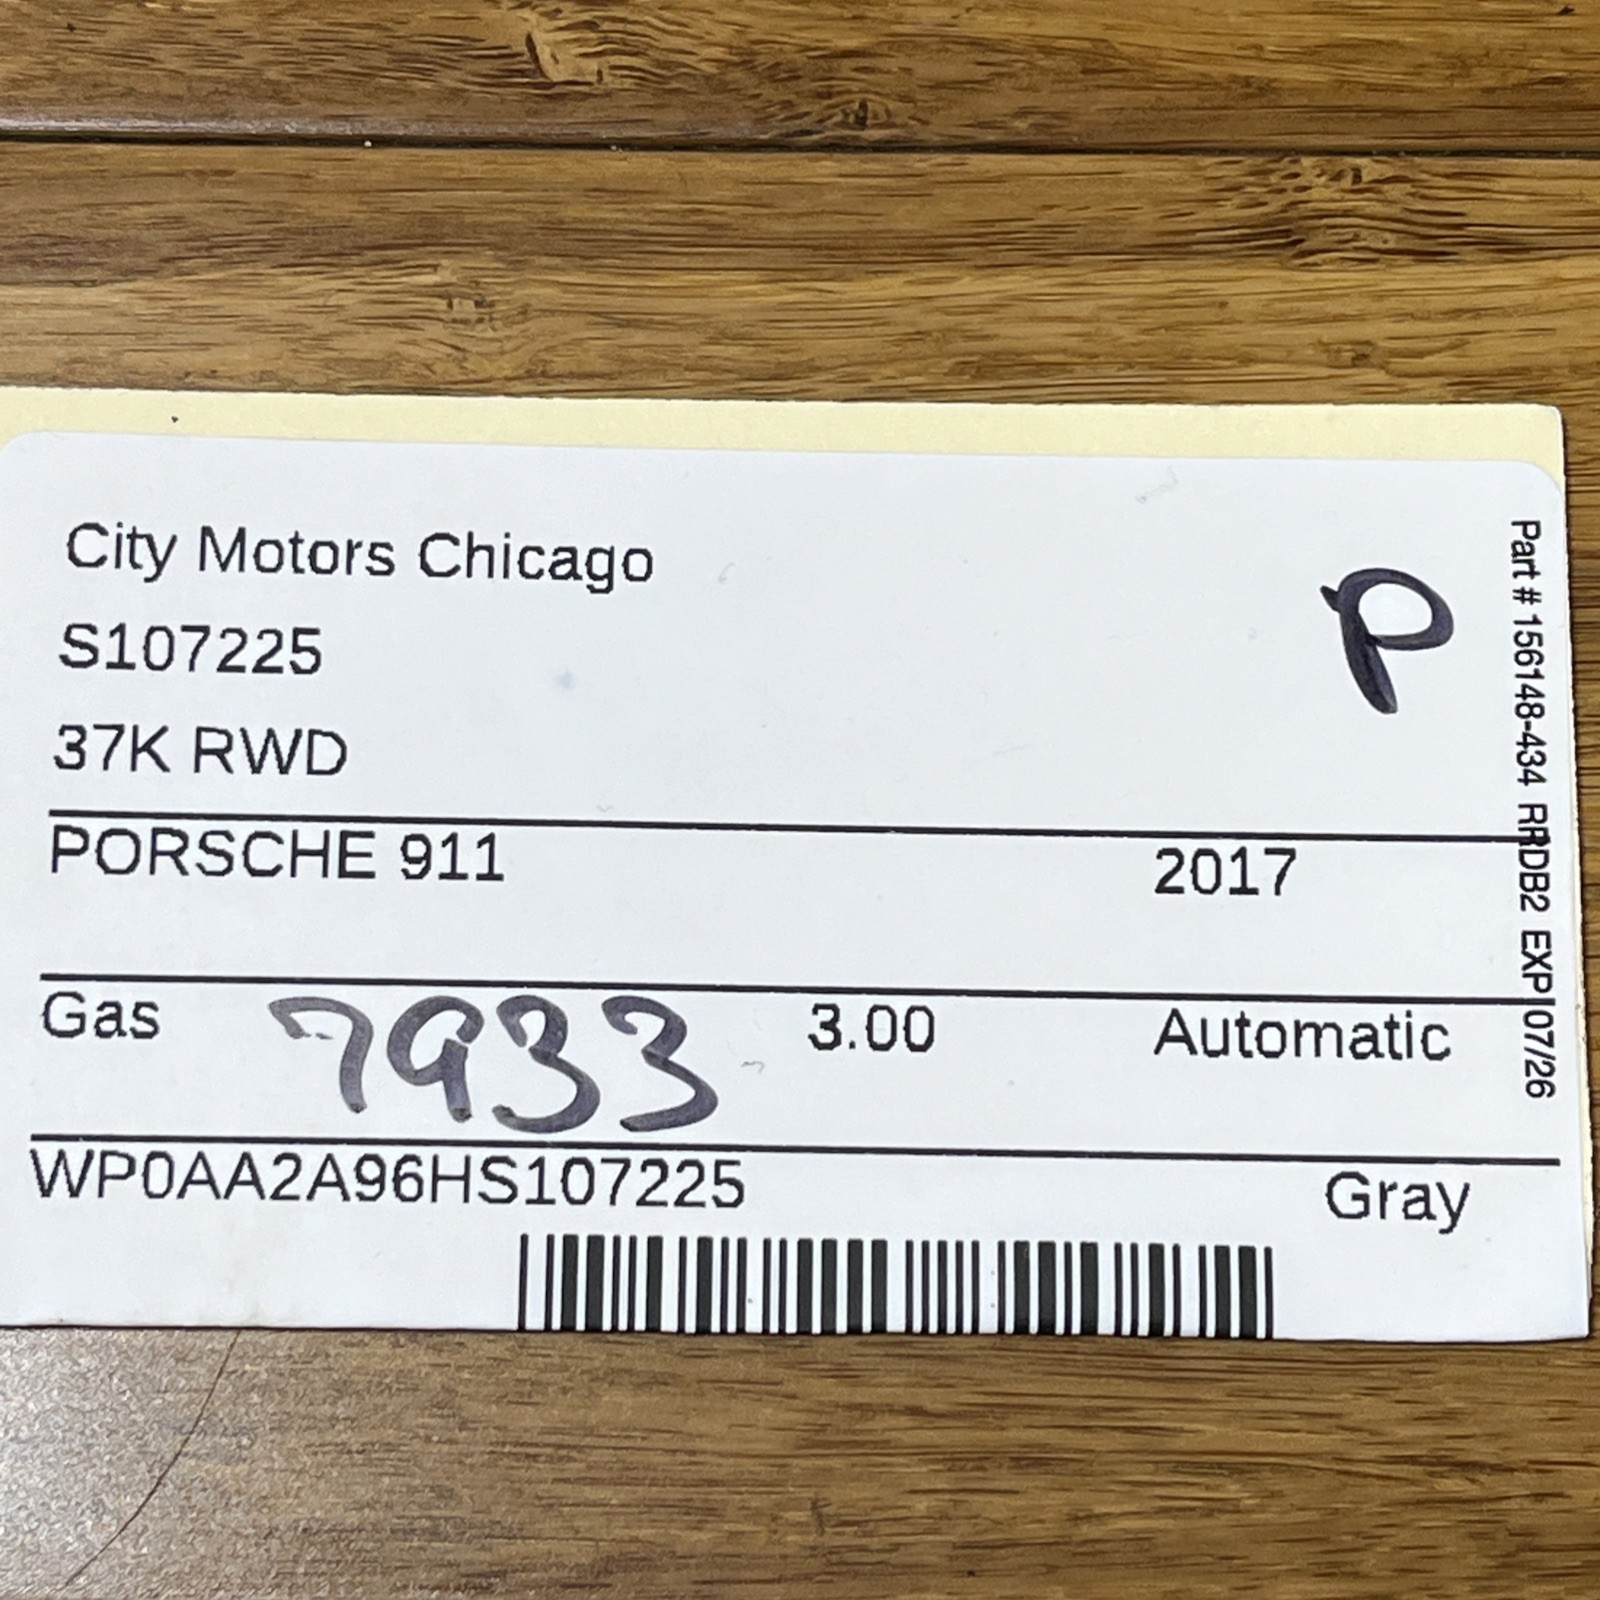 City Motors Chicago
S107225
P
37K RWD
PORSCHE 911 2017
Gas 7933 3.00 Automatic
WP0AA2A96HS107225 Gray
Part # 156148-434 RRDB2 EXP 07/26